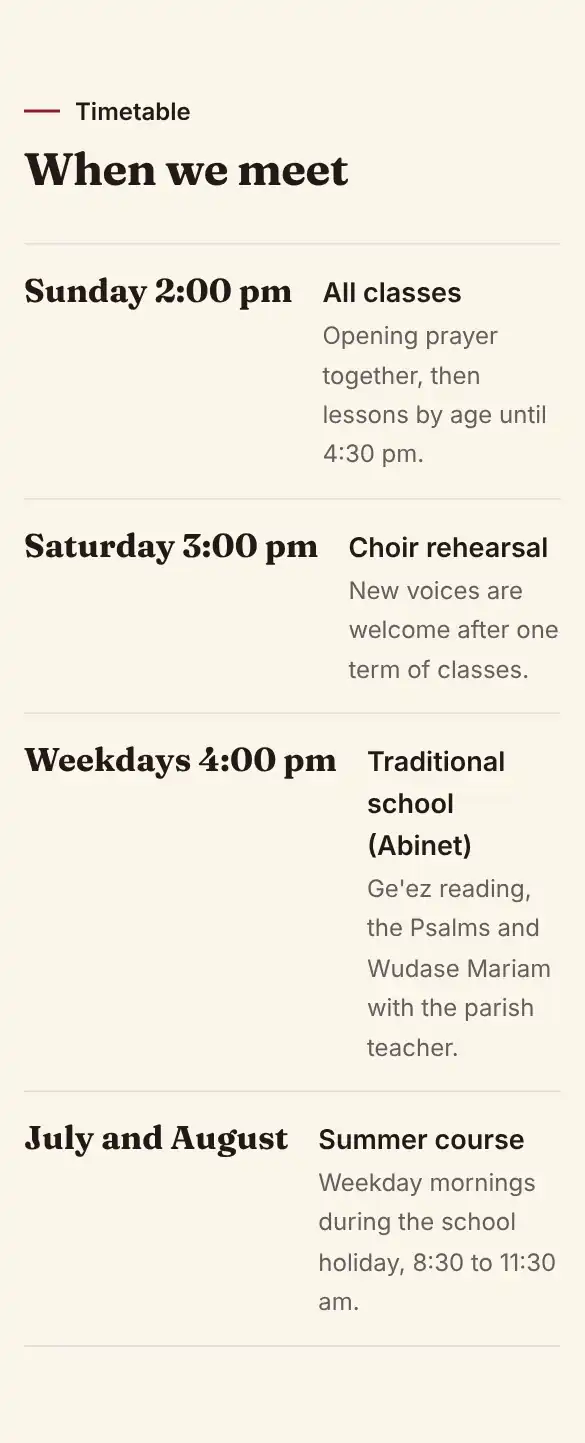 Timetable
When we meet
Sunday 2:00 pm
All classes
Opening prayer
together, then
lessons by age until
4:30 pm.
Saturday 3:00 pm
Choir rehearsal
New voices are
welcome after one
term of classes.
Weekdays 4:00 pm
Traditional
school
(Abinet)
Ge'ez reading,
the Psalms and
Wudase Mariam
with the parish
teacher.
July and August
Summer course
Weekday mornings
during the school
holiday, 8:30 to 11:30
am.